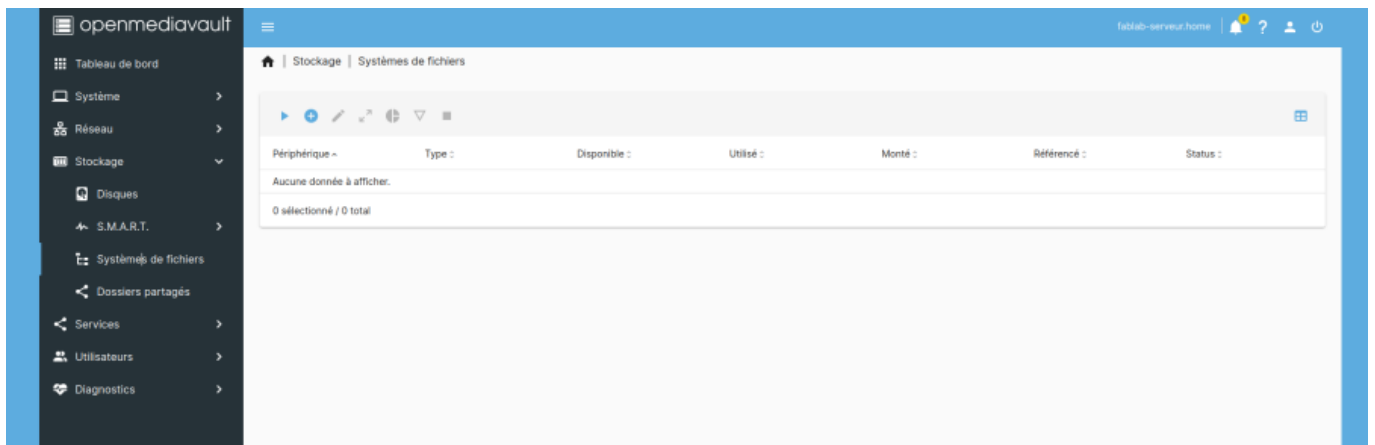 openmediavault
fablab-serveur.home
Tableau de bord
Stockage | Systèmes de fichiers
Système
Réseau
Stockage
Périphérique Type Disponible Utilisé Monté Référencé Status
Aucune donnée à afficher.
Disques
0 sélectionné / 0 total
S.M.A.R.T.
Systèmes de fichiers
Dossiers partagés
Services
Utilisateurs
Diagnostics